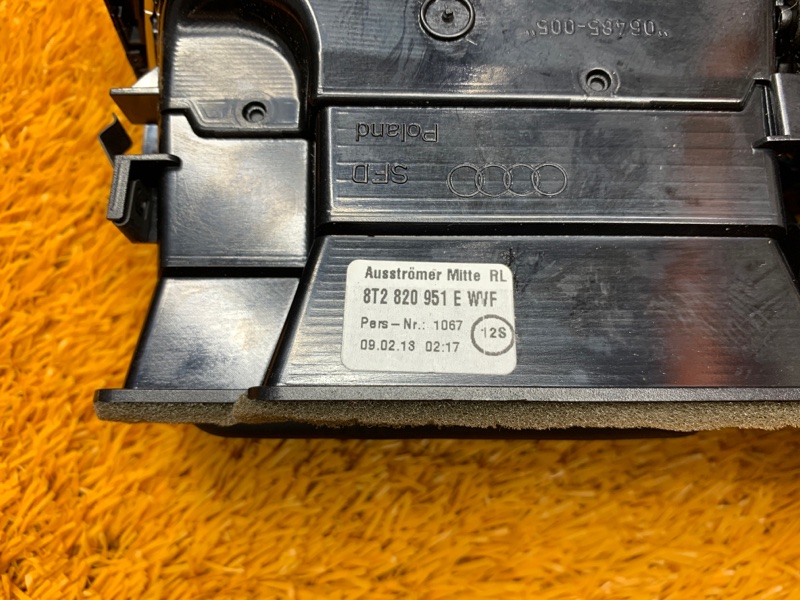 "06485-005"
Poland
SFD
Ausströmer Mitte RL
8T2 820 951 E WVF
Pers-Nr.: 1067
12S
09.02.13 02:17